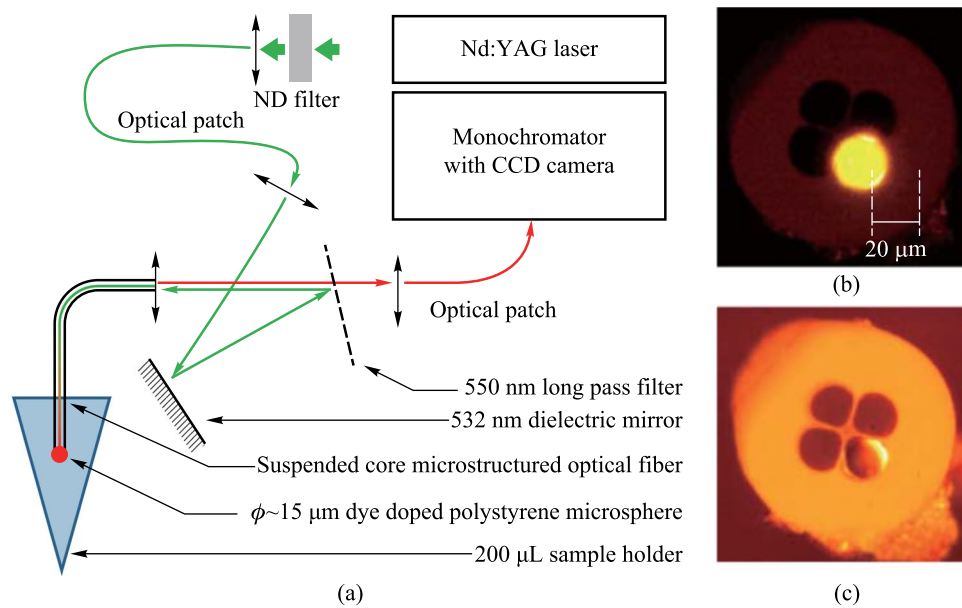 Nd:YAG laser
ND filter
Optical patch
Monochromator
with CCD camera
Optical patch
550 nm long pass filter
532 nm dielectric mirror
Suspended core microstructured optical fiber
ϕ~15 μm dye doped polystyrene microsphere
200 μL sample holder
(a)
20 μm
(b)
(c)